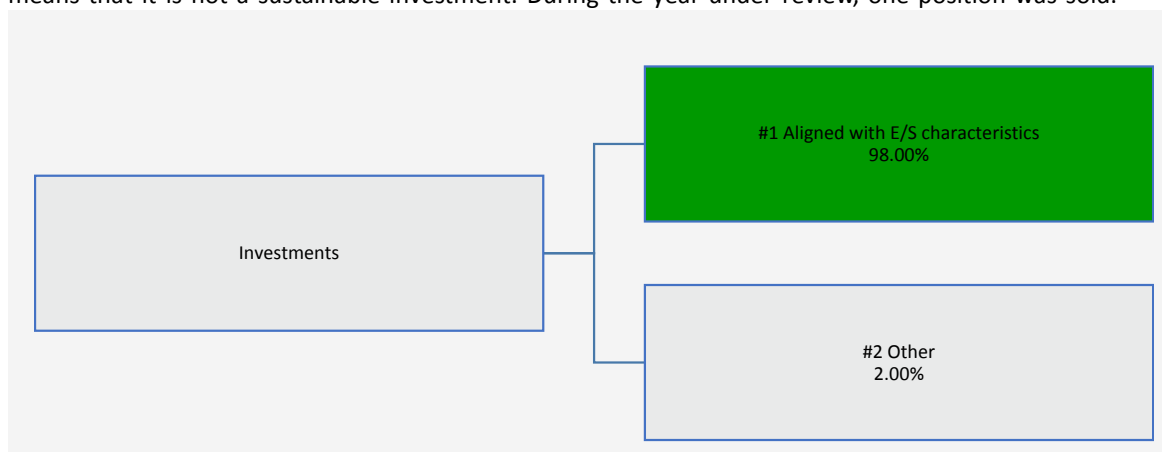 means that it is not a sustainable investment. During the year under review, one position was sold.
#1 Aligned with E/S characteristics
98.00%
Investments
#2 Other
2.00%